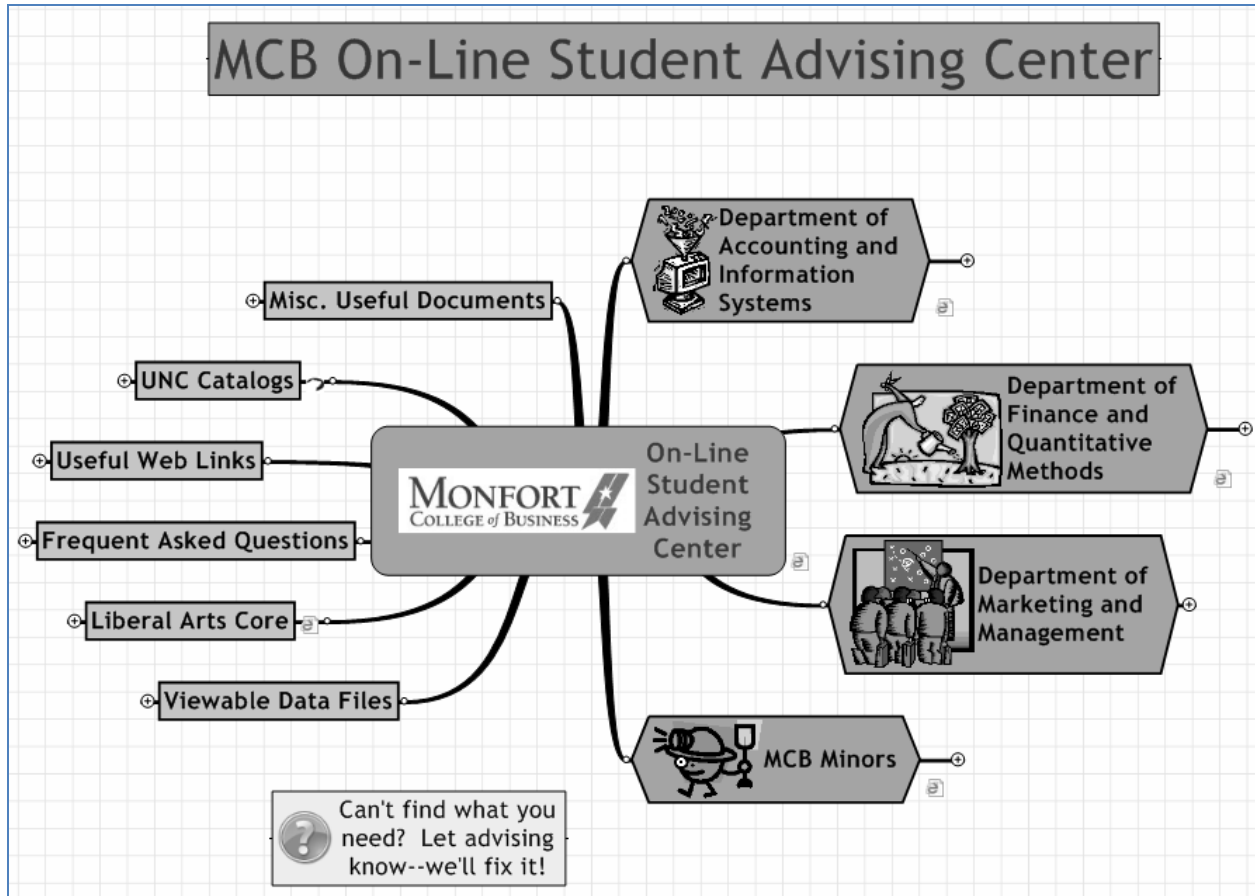 MCB On-Line Student Advising Center
Misc. Useful Documents
UNC Catalogs
Useful Web Links
Frequent Asked Questions
Liberal Arts Core
Viewable Data Files
MONFORT
COLLEGE of BUSINESS
On-Line
Student
Advising
Center
Department of
Accounting and
Information
Systems
Department of
Finance and
Quantitative
Methods
Department of
Marketing and
Management
MCB Minors
Can't find what you
need? Let advising
know--we'll fix it!